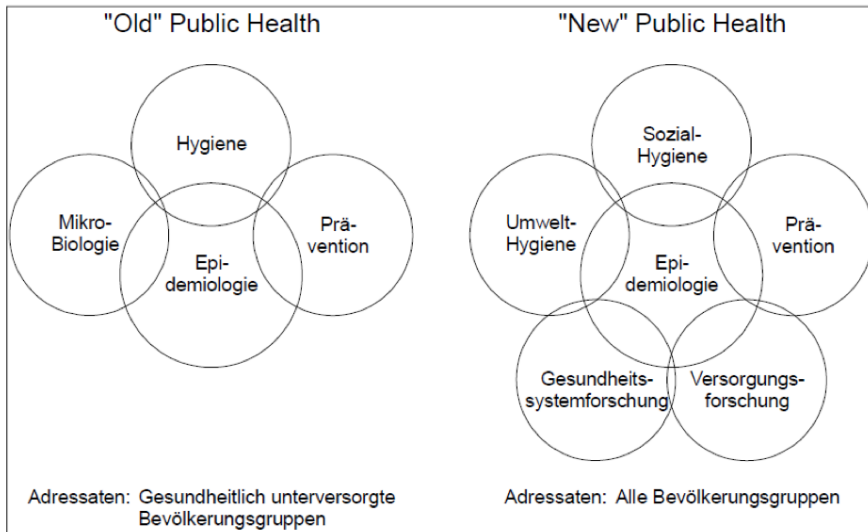 "Old" Public Health
Hygiene
Mikro-
Biologie
Epi-
demiologie
Prä-
vention
Adressaten: Gesundheitlich unterversorgte
Bevölkerungsgruppen
"New" Public Health
Sozial-
Hygiene
Umwelt-
Hygiene
Epi-
demiologie
Prä-
vention
Gesundheits-
systemforschung
Versorgungs-
forschung
Adressaten: Alle Bevölkerungsgruppen